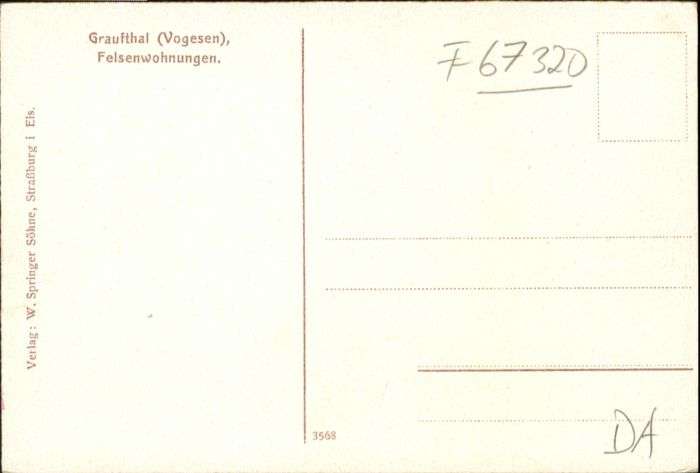 Graufthal (Vogesen),
Felsenwohnungen.
F 67320
Verlag: W. Springer Söhne, Straßburg i Els.
3568
DA